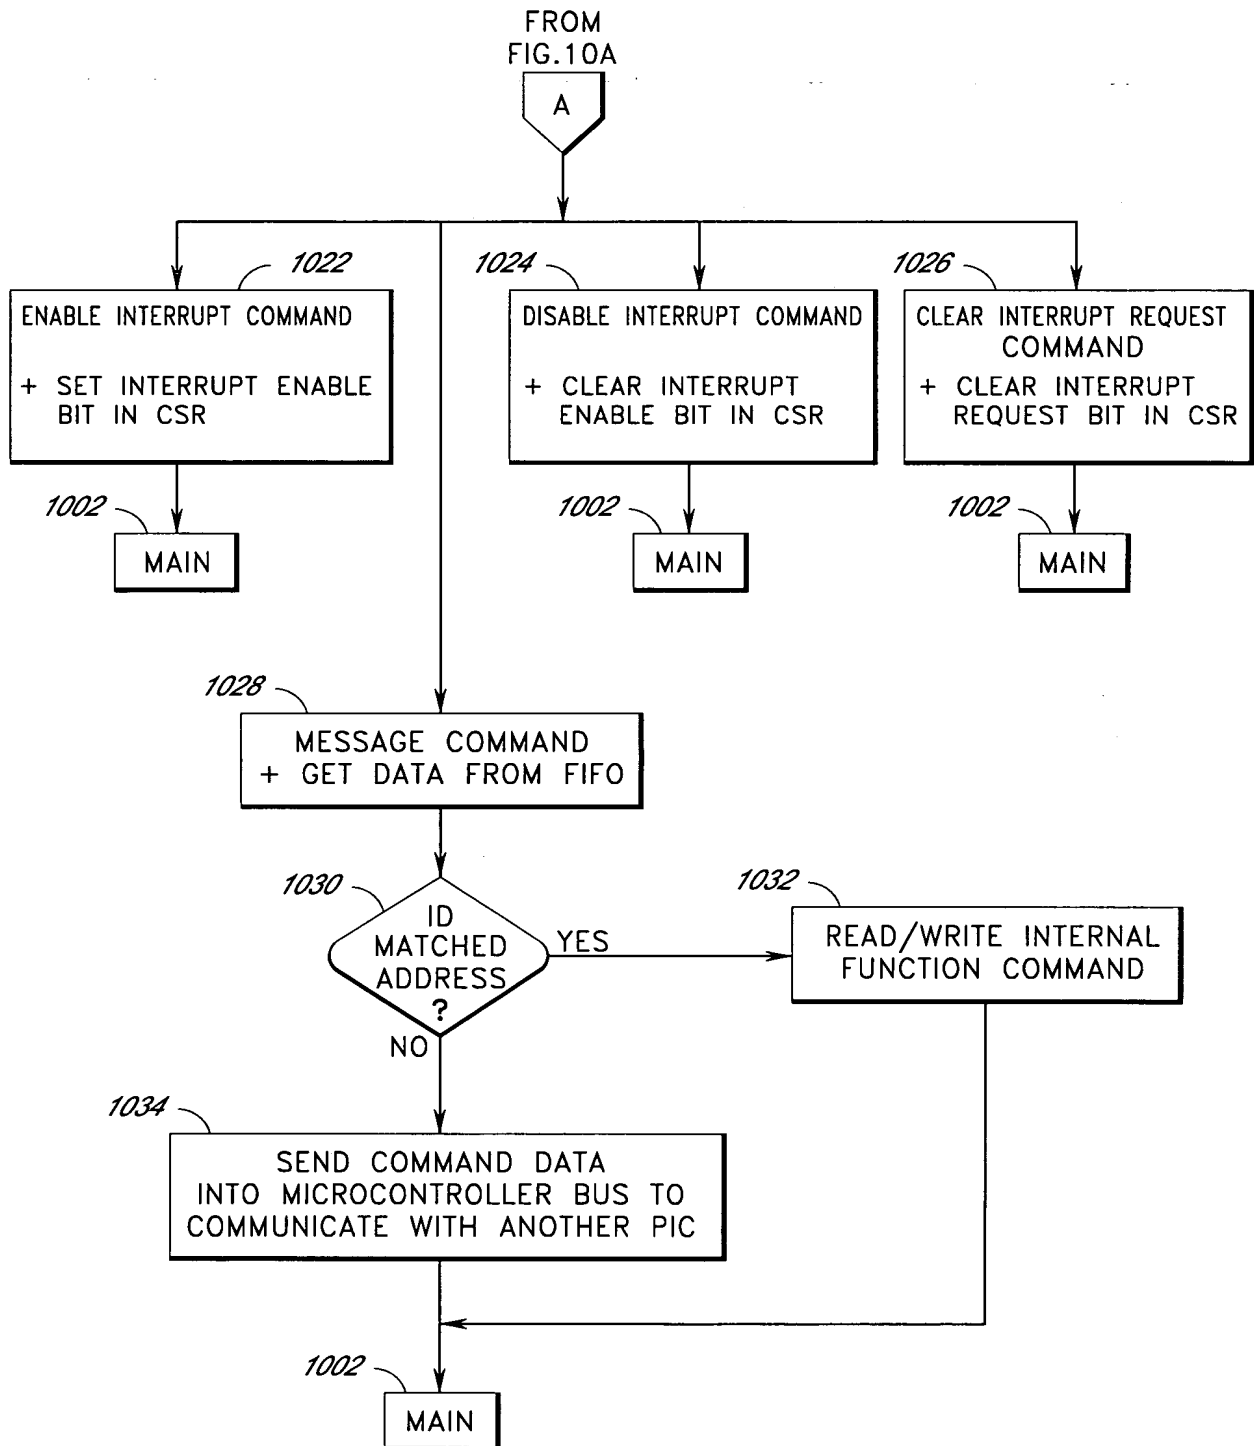 FROM
FIG.10A
A
1022
ENABLE INTERRUPT COMMAND
+ SET INTERRUPT ENABLE
BIT IN CSR
1002
MAIN
1024
DISABLE INTERRUPT COMMAND
+ CLEAR INTERRUPT
ENABLE BIT IN CSR
1002
MAIN
1026
CLEAR INTERRUPT REQUEST
COMMAND
+ CLEAR INTERRUPT
REQUEST BIT IN CSR
1002
MAIN
1028
MESSAGE COMMAND
+ GET DATA FROM FIFO
1030
ID
MATCHED
ADDRESS
?
YES
1032
READ/WRITE INTERNAL
FUNCTION COMMAND
NO
1034
SEND COMMAND DATA
INTO MICROCONTROLLER BUS TO
COMMUNICATE WITH ANOTHER PIC
1002
MAIN